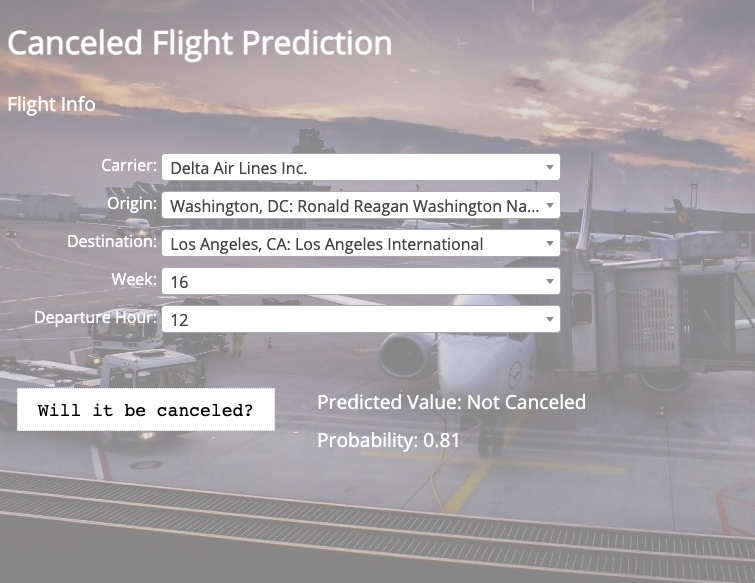 Canceled Flight Prediction
Flight Info
Carrier: Delta Air Lines Inc.
Origin: Washington, DC: Ronald Reagan Washington Na...
Destination: Los Angeles, CA: Los Angeles International
Week: 16
Departure Hour: 12
Will it be canceled?
Predicted Value: Not Canceled
Probability: 0.81